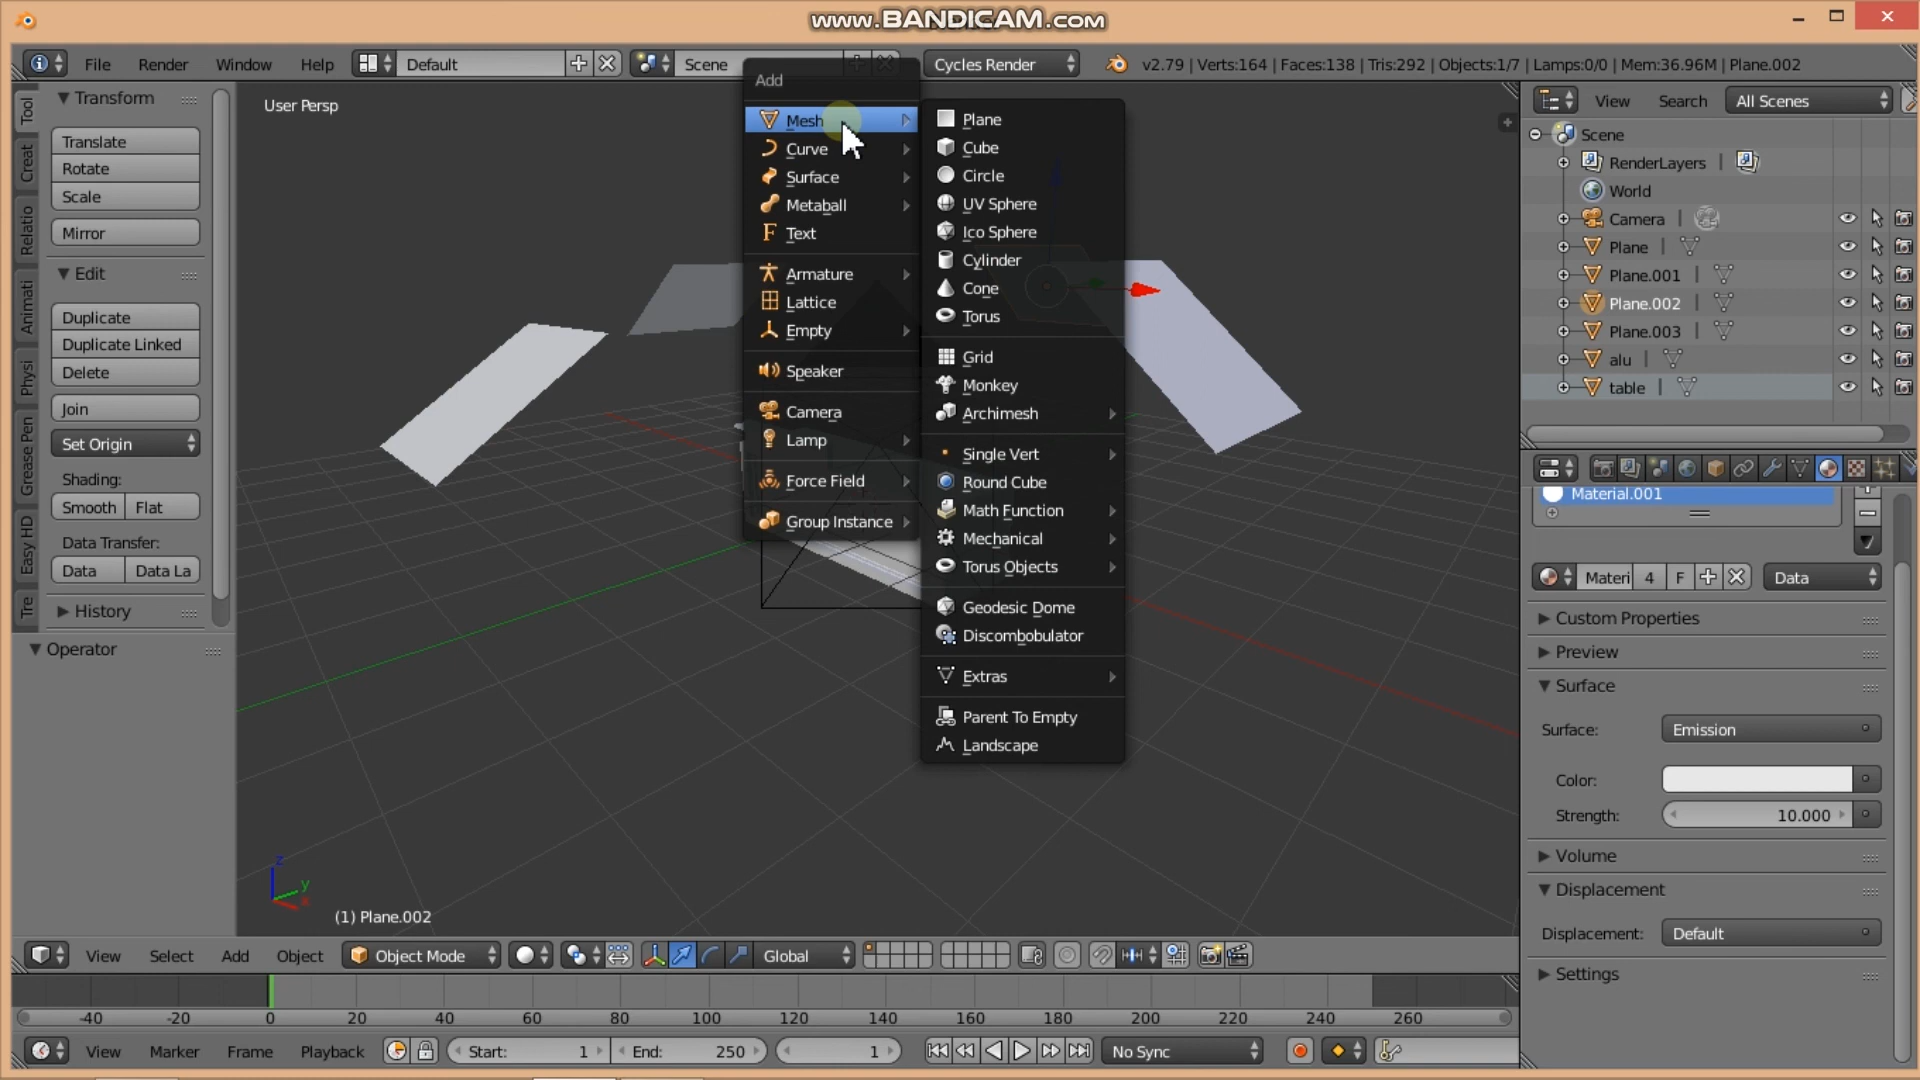 www.BANDICAM.com
File Render Window Help Default Scene Cycles Render v2.79 | Verts:164 | Faces:138 | Tris:292 | Objects:1/7 | Lamps:0/0 | Mem:36.96M | Plane.002
Tool
Creat
Relatio
Animati
Physi
Grease Pen
Easy HD
Tre
Transform
Translate
Rotate
Scale
Mirror
Edit
Duplicate
Duplicate Linked
Delete
Join
Set Origin
Shading:
Smooth Flat
Data Transfer:
Data Data La
History
Operator
User Persp
Add
Mesh
Curve
Surface
Metaball
Text
Armature
Lattice
Empty
Speaker
Camera
Lamp
Force Field
Group Instance
Plane
Cube
Circle
UV Sphere
Ico Sphere
Cylinder
Cone
Torus
Grid
Monkey
Archimesh
Single Vert
Round Cube
Math Function
Mechanical
Torus Objects
Geodesic Dome
Discombobulator
Extras
Parent To Empty
Landscape
z
y
x
(1) Plane.002
View Search All Scenes
Scene
RenderLayers
World
Camera
Plane
Plane.001
Plane.002
Plane.003
alu
table
Material.001
Materi 4 F Data
Custom Properties
Preview
Surface
Surface: Emission
Color:
Strength: 10.000
Volume
Displacement
Displacement: Default
Settings
View Select Add Object Object Mode Global
-40 -20 0 20 40 60 80 100 120 140 160 180 200 220 240 260
View Marker Frame Playback Start: 1 End: 250 1 No Sync